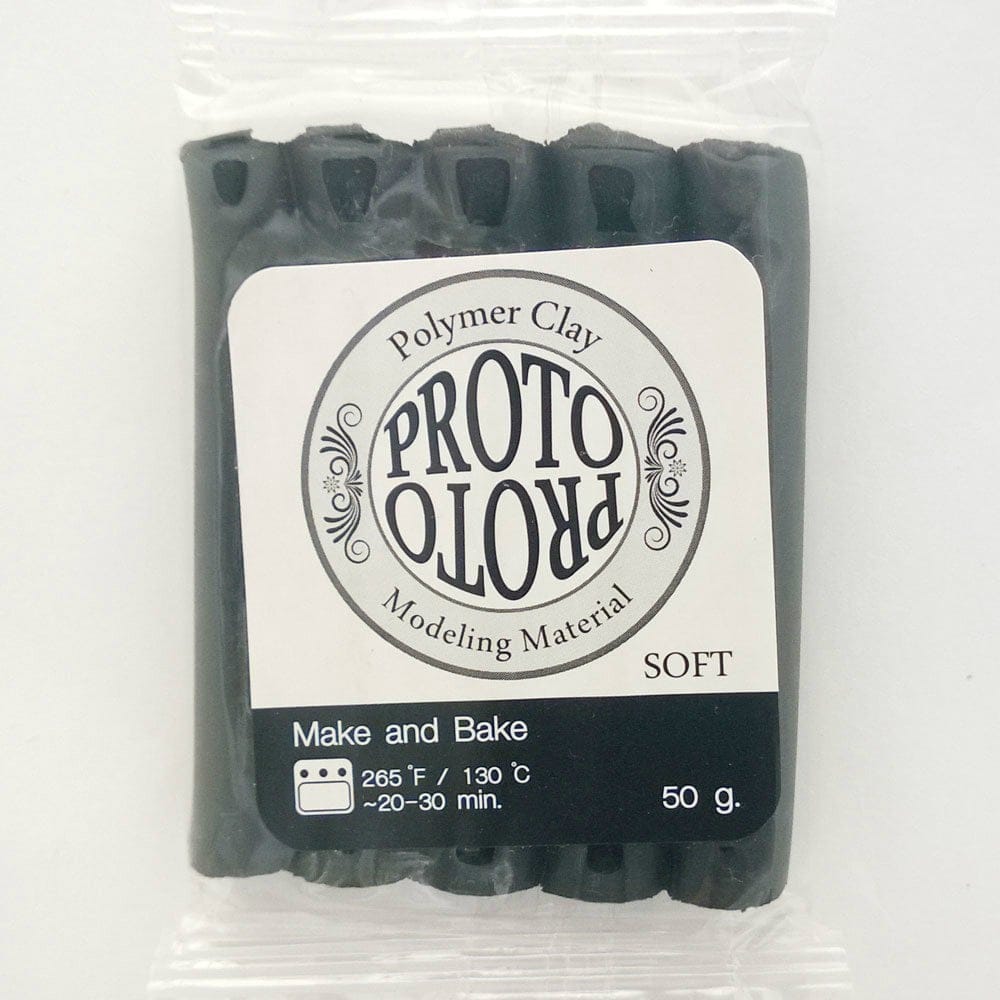 Polymer Clay
PROTO
PROTO
Modeling Material
SOFT
Make and Bake
265 °F / 130 °C
~20-30 min.
50 g.